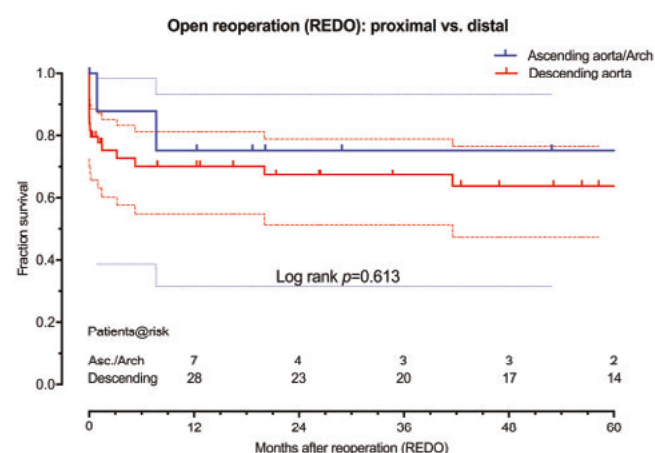 Open reoperation (REDO): proximal vs. distal
Ascending aorta/Arch
Descending aorta
Fraction survival
1.0
0.8
0.6
0.4
0.2
0.0
Log rank p=0.613
Patients@risk
Asc./Arch 7 4 3 3 2
Descending 28 23 20 17 14
0 12 24 36 48 60
Months after reoperation (REDO)